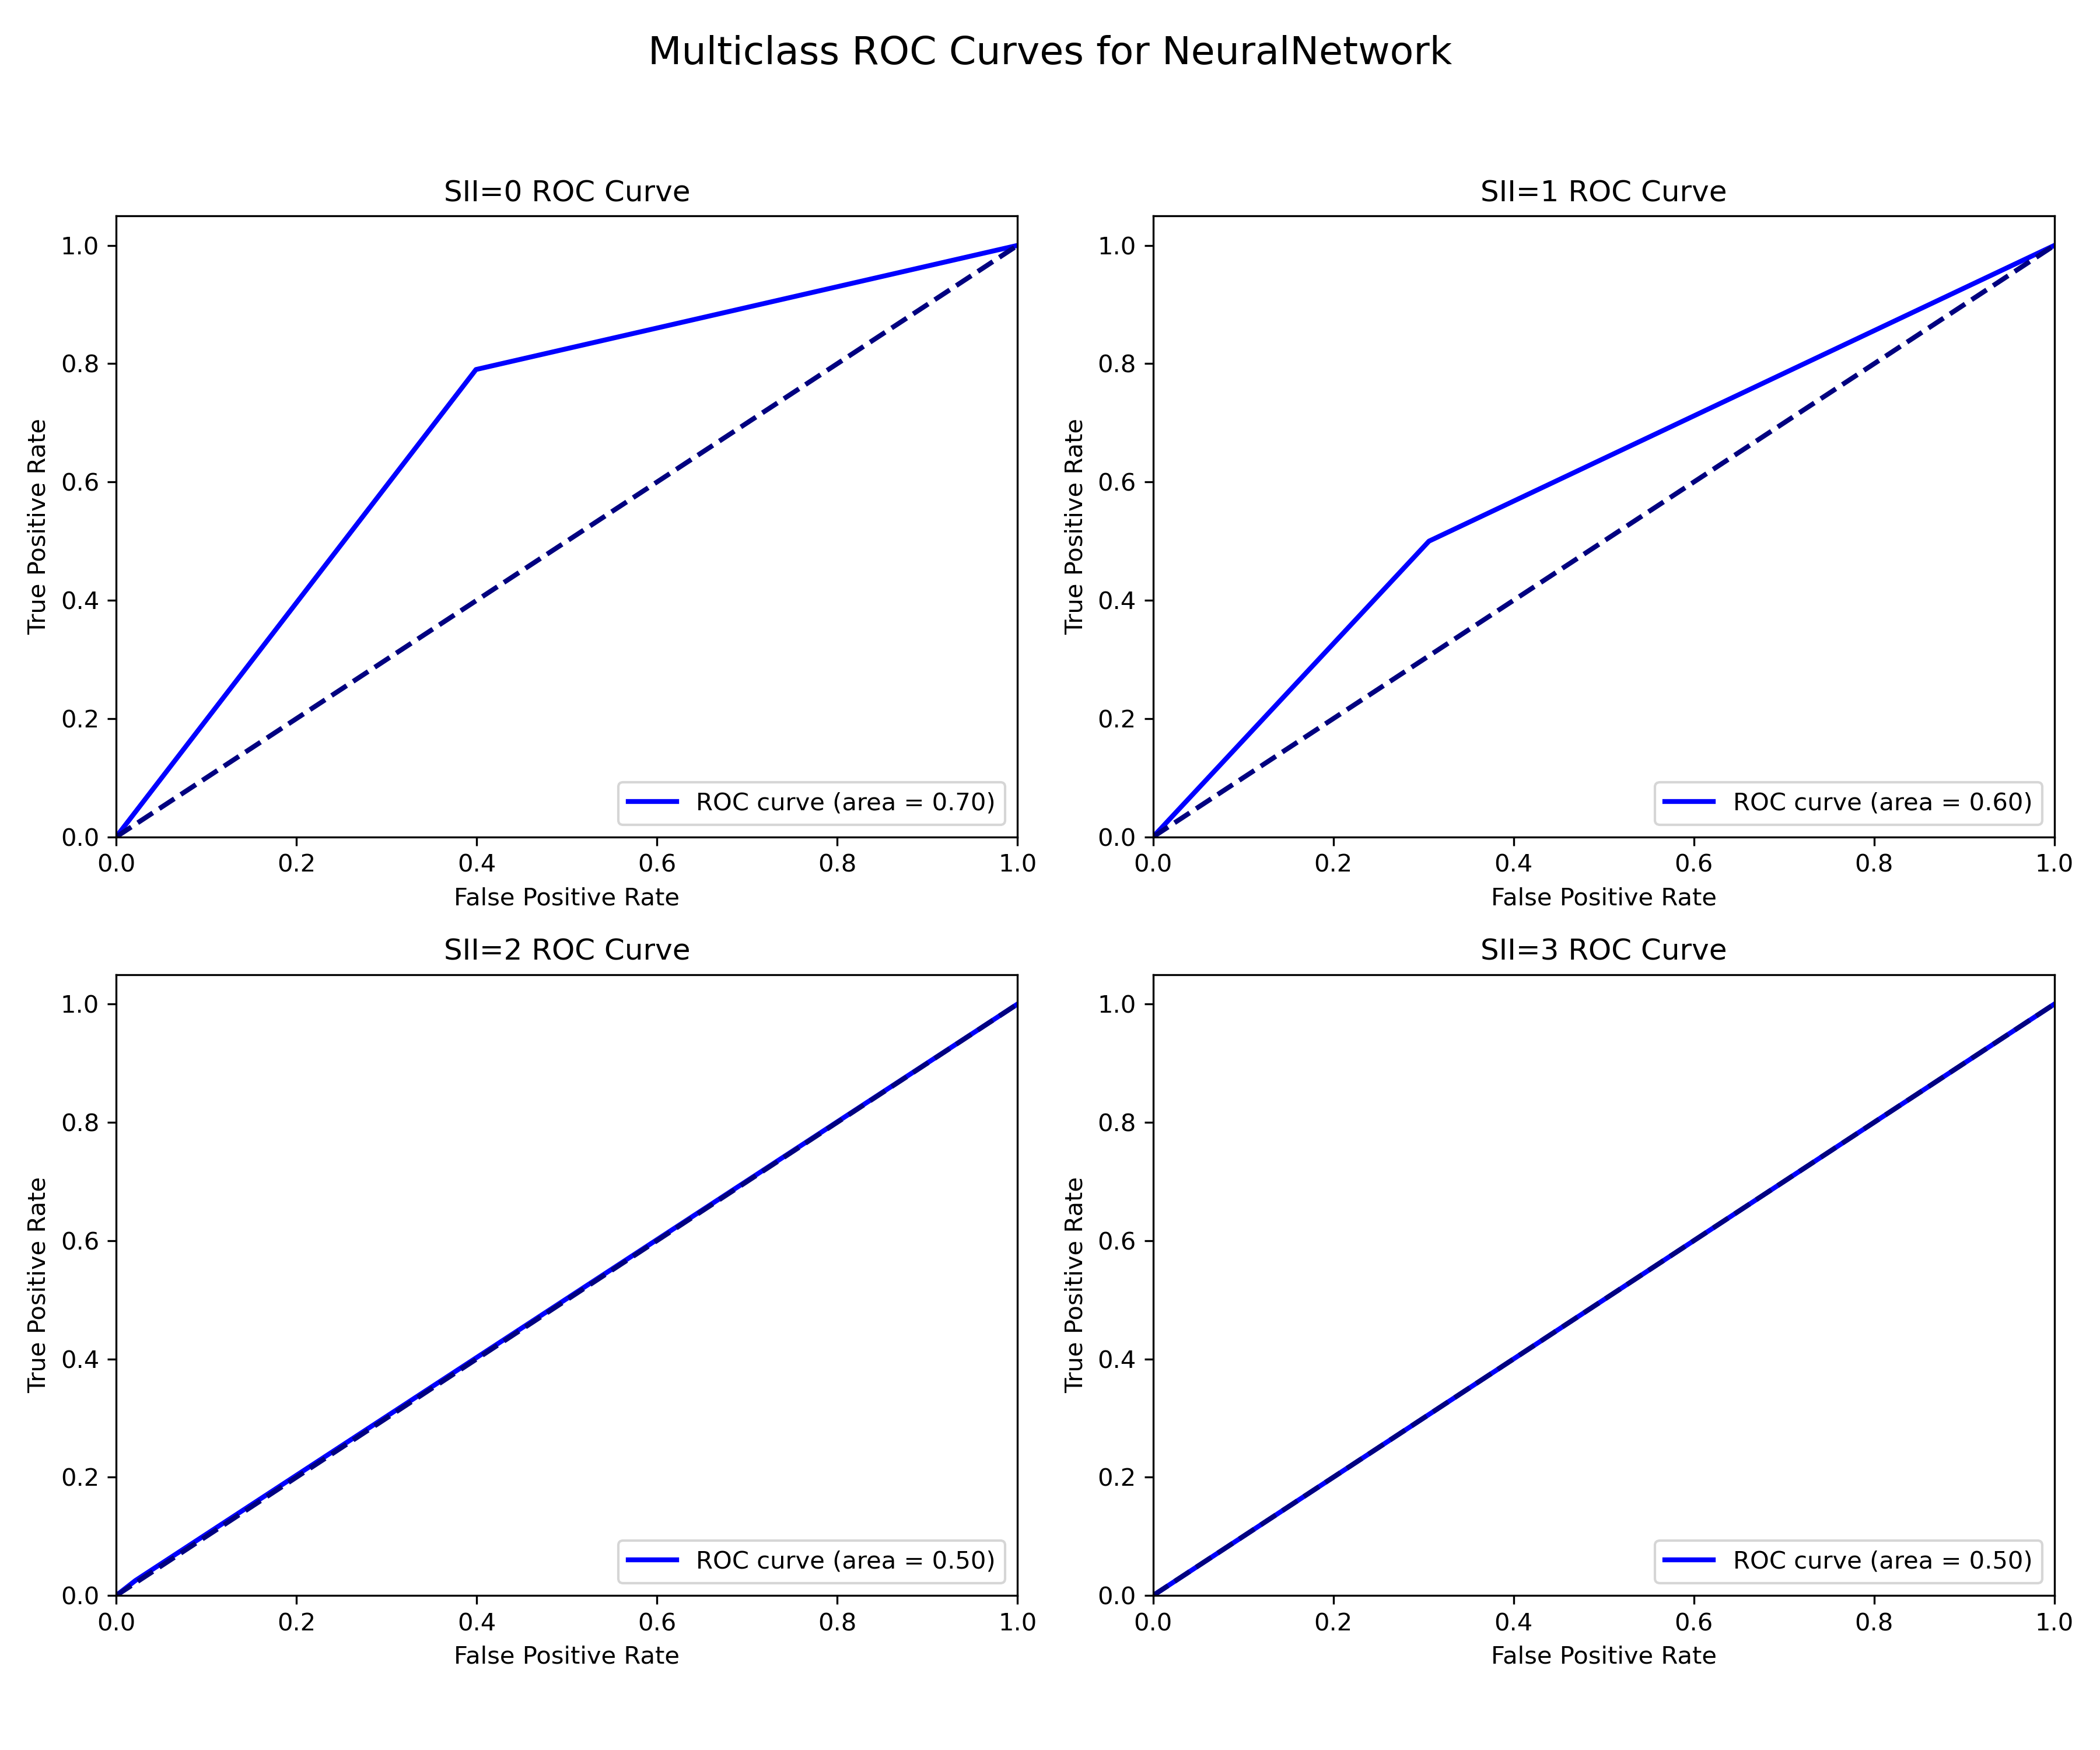 Multiclass ROC Curves for NeuralNetwork
SII=0 ROC Curve
True Positive Rate
1.0
0.8
0.6
0.4
0.2
0.0
ROC curve (area = 0.70)
0.0 0.2 0.4 0.6 0.8 1.0
False Positive Rate
SII=1 ROC Curve
True Positive Rate
1.0
0.8
0.6
0.4
0.2
0.0
ROC curve (area = 0.60)
0.0 0.2 0.4 0.6 0.8 1.0
False Positive Rate
SII=2 ROC Curve
True Positive Rate
1.0
0.8
0.6
0.4
0.2
0.0
ROC curve (area = 0.50)
0.0 0.2 0.4 0.6 0.8 1.0
False Positive Rate
SII=3 ROC Curve
True Positive Rate
1.0
0.8
0.6
0.4
0.2
0.0
ROC curve (area = 0.50)
0.0 0.2 0.4 0.6 0.8 1.0
False Positive Rate